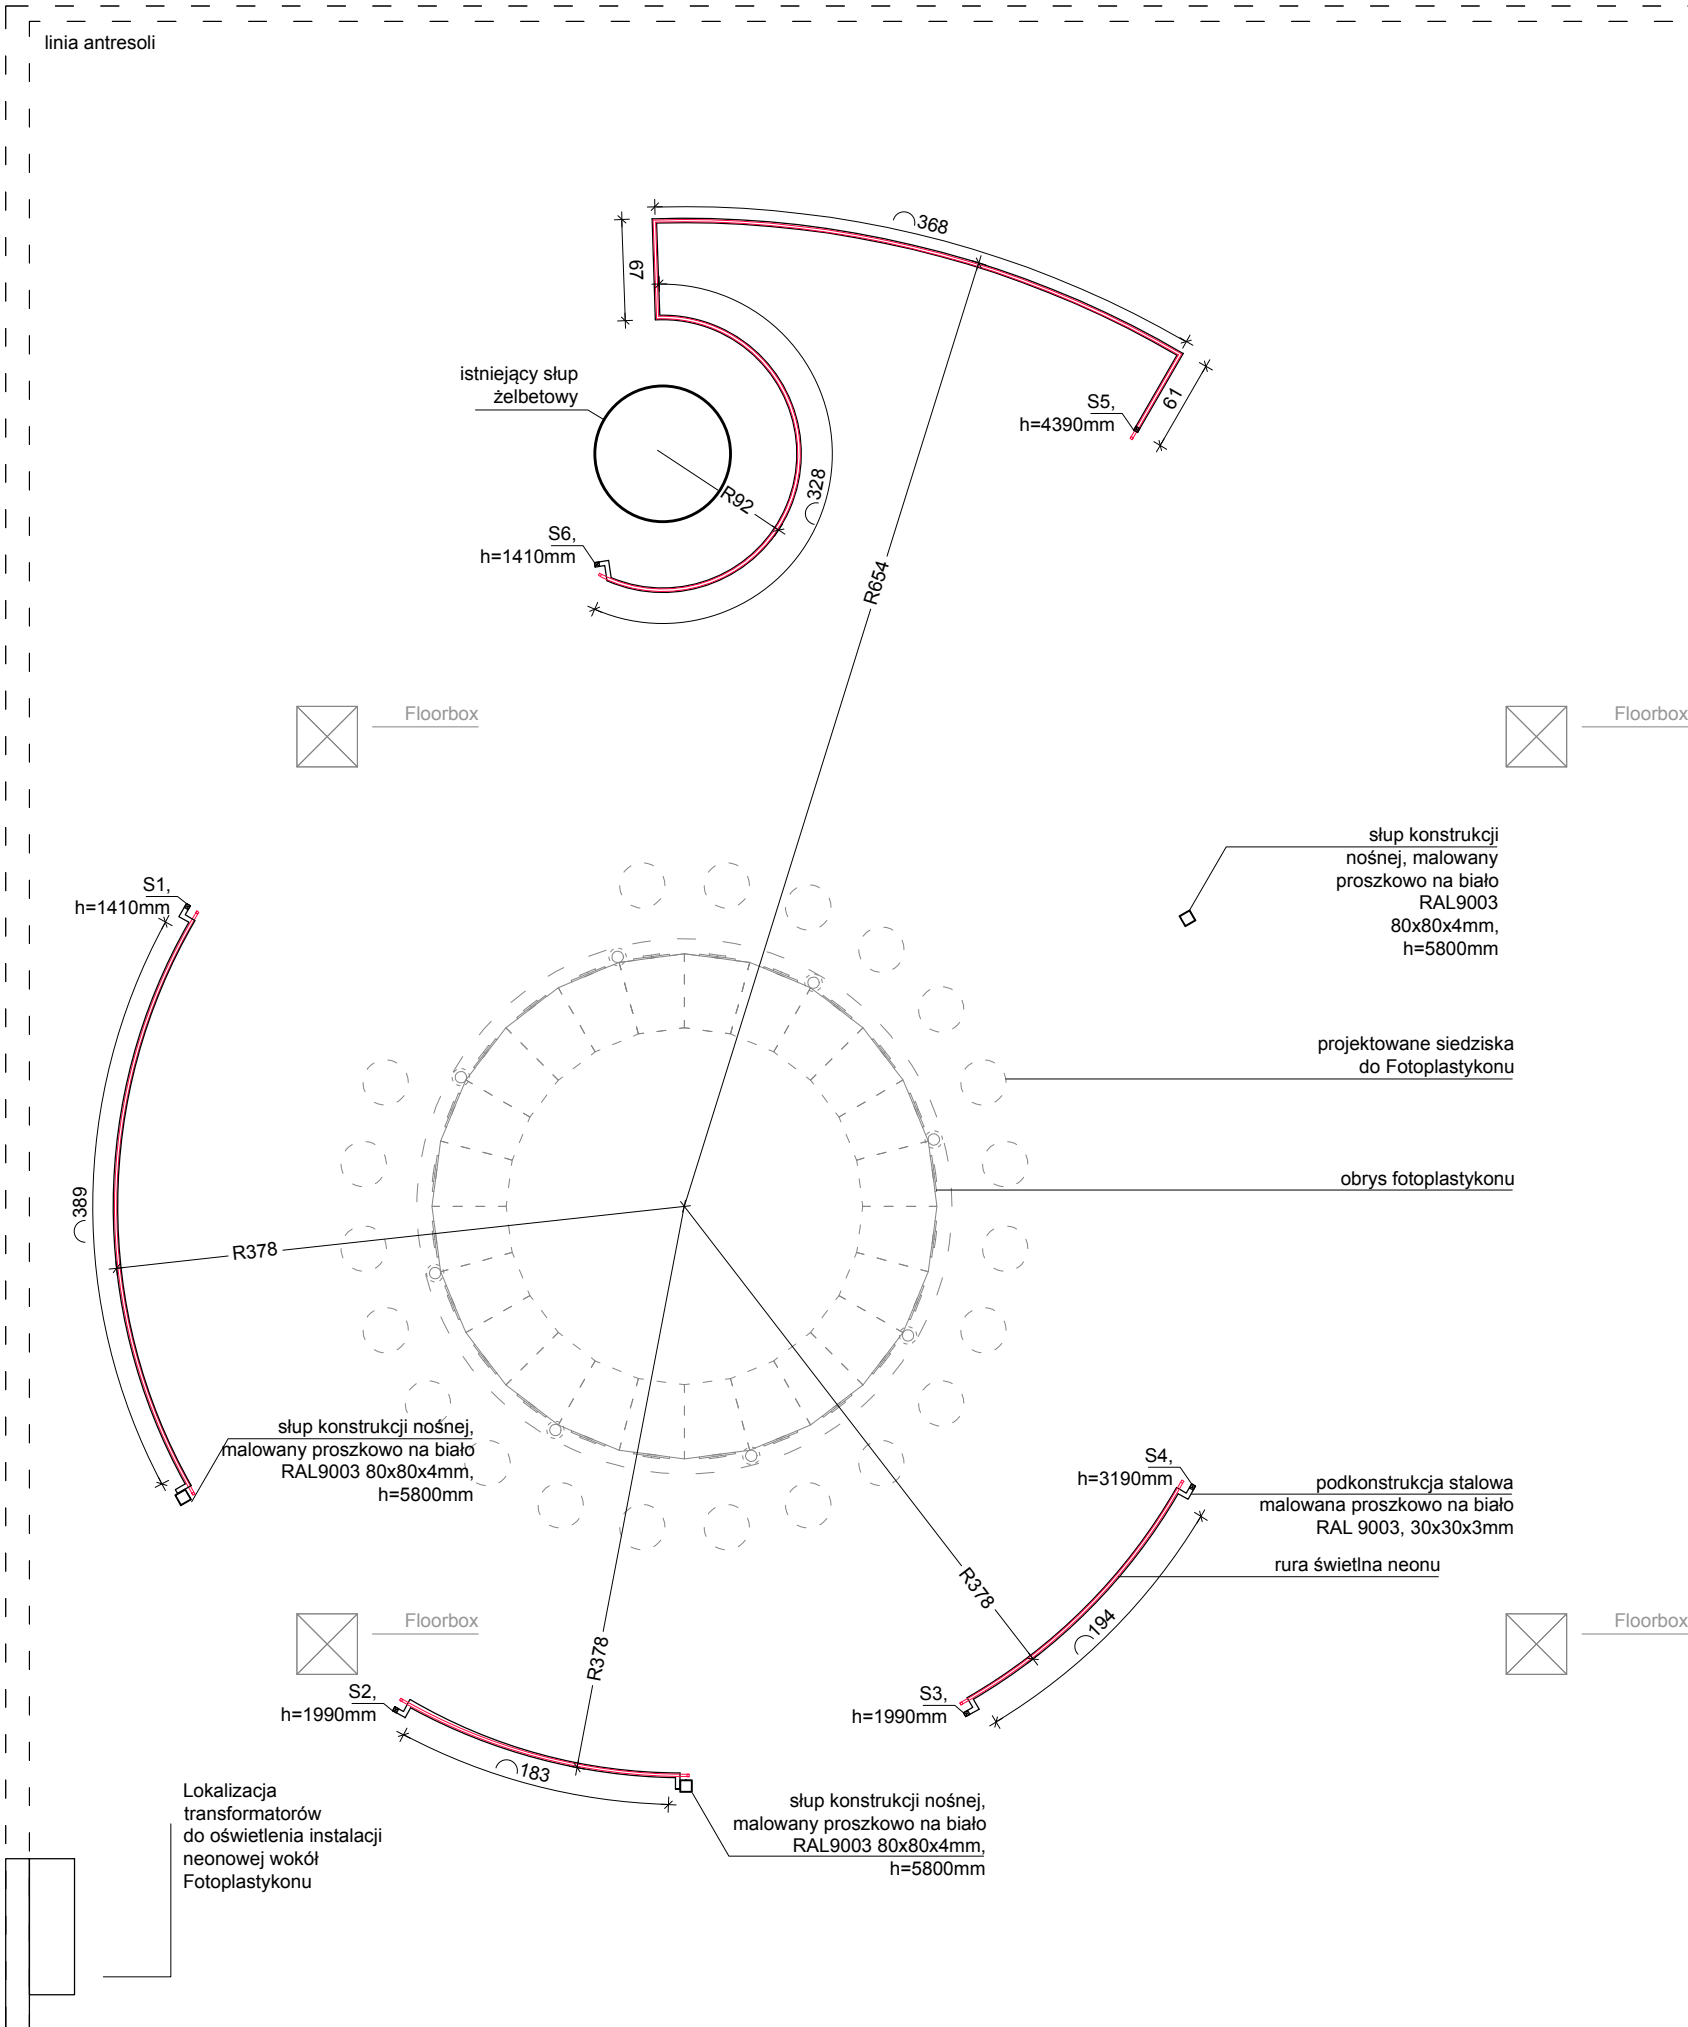 linia antresoli
368
67
istniejący słup
żelbetowy
S5,
h=4390mm
61
R92
328
S6,
h=1410mm
R654
Floorbox
Floorbox
słup konstrukcji
nośnej, malowany
proszkowo na biało
RAL9003
80x80x4mm,
h=5800mm
S1,
h=1410mm
projektowane siedziska
do Fotoplastykonu
obrys fotoplastykonu
389
R378
słup konstrukcji nośnej,
malowany proszkowo na biało
RAL9003 80x80x4mm,
h=5800mm
S4,
h=3190mm
podkonstrukcja stalowa
malowana proszkowo na biało
RAL 9003, 30x30x3mm
rura świetlna neonu
R378
194
Floorbox
Floorbox
R378
S2,
h=1990mm
S3,
h=1990mm
183
Lokalizacja
transformatorów
do oświetlenia instalacji
neonowej wokół
Fotoplastykonu
słup konstrukcji nośnej,
malowany proszkowo na biało
RAL9003 80x80x4mm,
h=5800mm